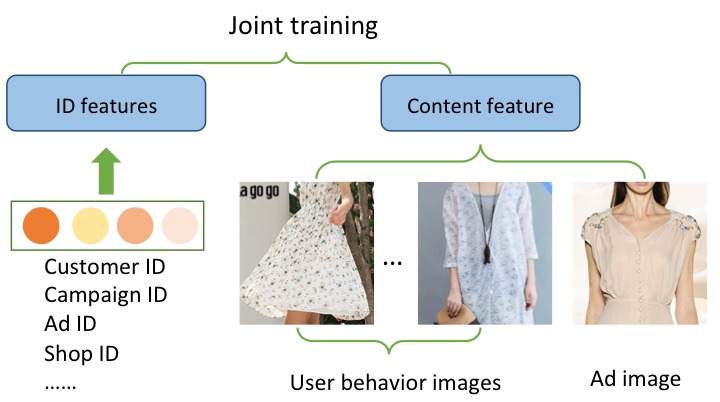 Joint training
ID features
Content feature
a go go
Customer ID
Campaign ID
Ad ID
Shop ID
......
...
User behavior images
Ad image